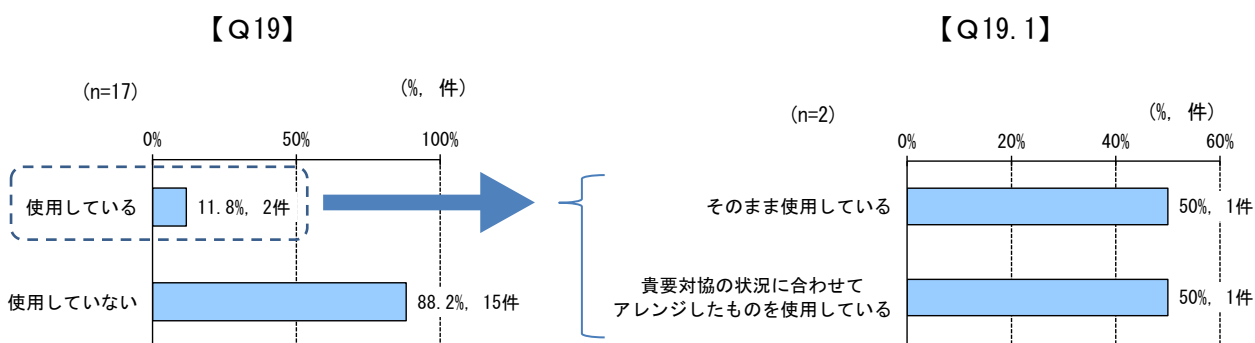 【Q19】
(n=17)
(%, 件)
0%
50%
100%
使用している
11.8%, 2件
使用していない
88.2%, 15件
【Q19.1】
(n=2)
(%, 件)
0%
20%
40%
60%
そのまま使用している
50%, 1件
貴要対協の状況に合わせて
アレンジしたものを使用している
50%, 1件